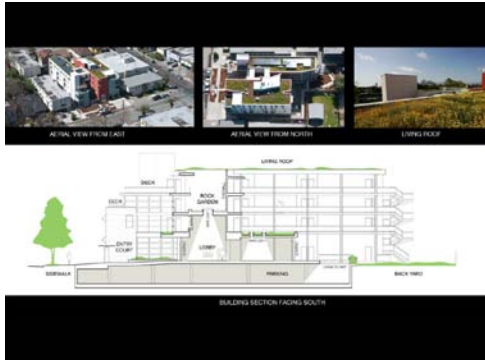 AERIAL VIEW FROM EAST
AERIAL VIEW FROM NORTH
LIVING ROOF
LIVING ROOF
DECK
ROCK
GARDEN
DECK
ENTRY
COURT
LOBBY
SIDEWALK
PARKING
BACK YARD
BUILDING SECTION FACING SOUTH